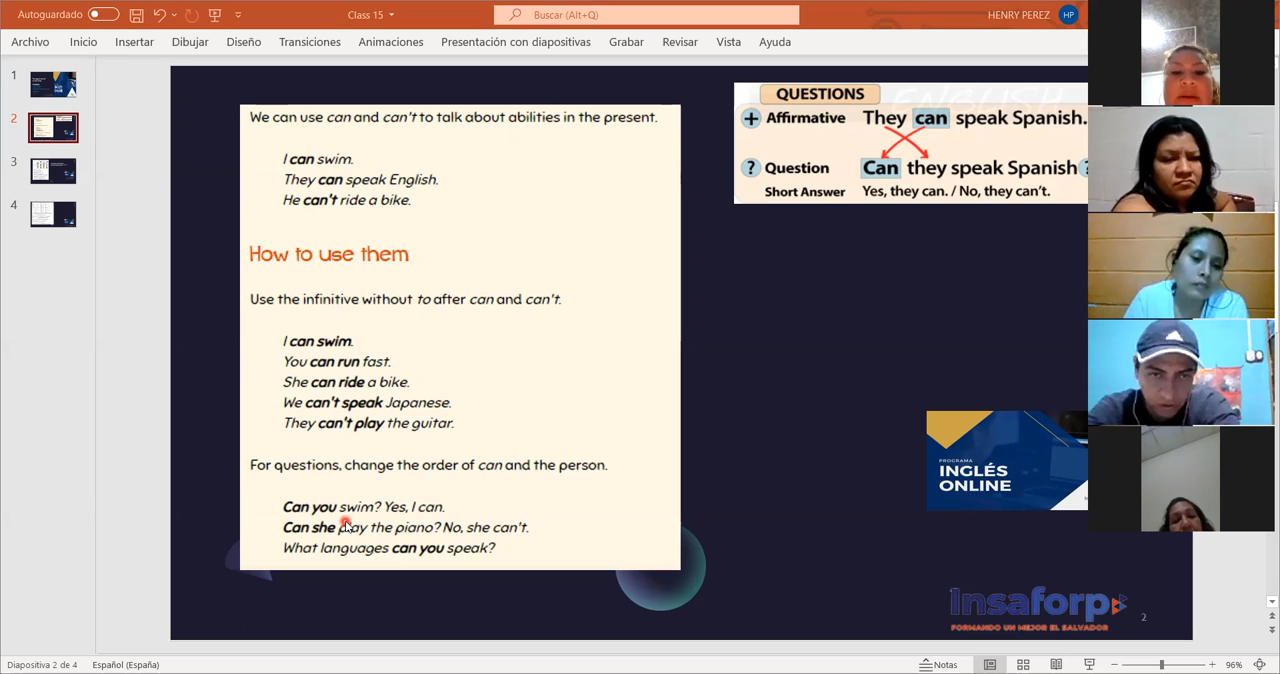 Autoguardado
Class 15
Buscar (Alt+Q)
HENRY PEREZ
HP
Archivo Inicio Insertar Dibujar Diseño Transiciones Animaciones Presentación con diapositivas Grabar Revisar Vista Ayuda
1
2
3
4
We can use can and can't to talk about abilities in the present.
I can swim.
They can speak English.
He can't ride a bike.
How to use them
Use the infinitive without to after can and can't.
I can swim.
You can run fast.
She can ride a bike.
We can't speak Japanese.
They can't play the guitar.
For questions, change the order of can and the person.
Can you swim? Yes, I can.
Can she play the piano? No, she can't.
What languages can you speak?
QUESTIONS
ENGLISH
+ Affirmative They can speak Spanish.
? Question Can they speak Spanish?
Short Answer Yes, they can. / No, they can't.
PROGRAMA
INGLÉS
ONLINE
Insaforp
FORMANDO UN MEJOR EL SALVADOR
2
Diapositiva 2 de 4 Español (España)
Notas
96%